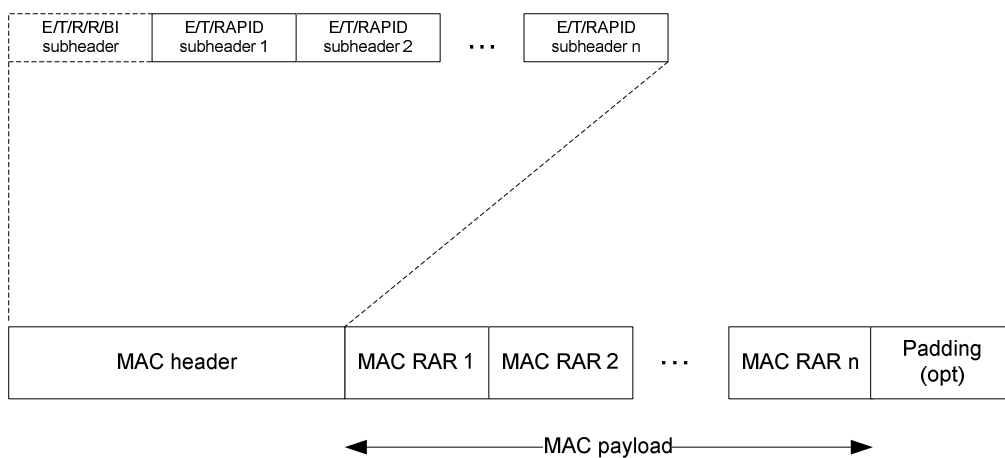 E/T/R/R/BI
subheader
E/T/RAPID
subheader 1
E/T/RAPID
subheader 2
...
E/T/RAPID
subheader n
MAC header
MAC RAR 1
MAC RAR 2
...
MAC RAR n
Padding
(opt)
MAC payload